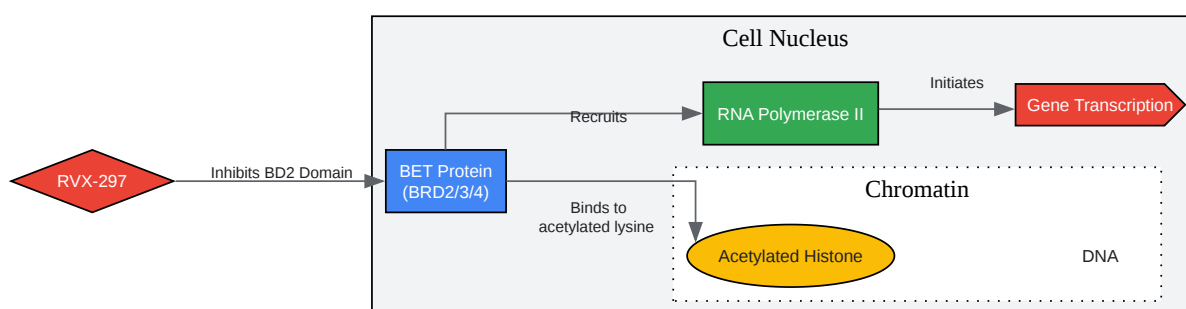 Cell Nucleus
Initiates
RNA Polymerase II
Gene Transcription
Recruits
RVX-297
Inhibits BD2 Domain
BET Protein
(BRD2/3/4)
Chromatin
Binds to
acetylated lysine
Acetylated Histone
DNA